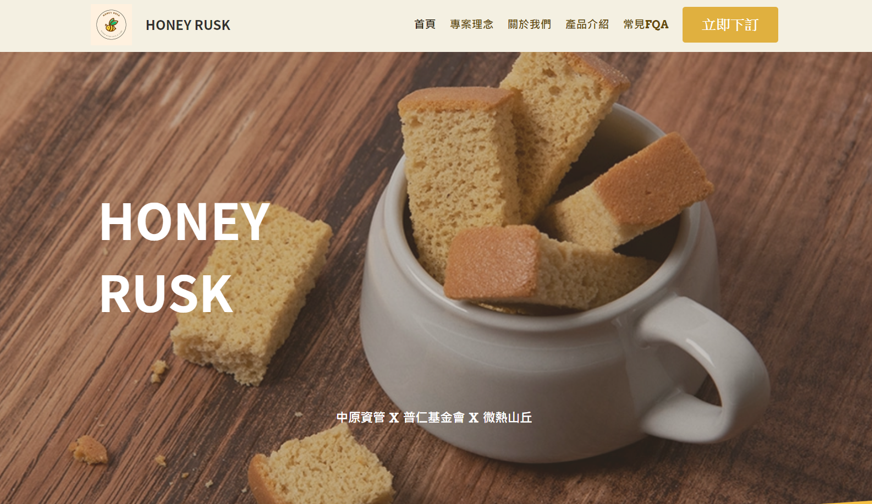 HONEY RUSK
首頁
專案理念
關於我們
產品介紹
常見FQA
立即下訂
HONEY
RUSK
中原資管 X 普仁基金會 X 微熱山丘